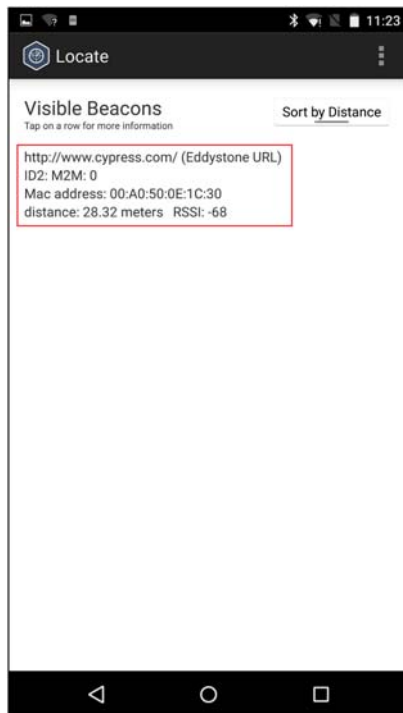 11:23
Locate
Visible Beacons
Sort by Distance
Tap on a row for more information
http://www.cypress.com/ (Eddystone URL)
ID2: M2M: 0
Mac address: 00:A0:50:0E:1C:30
distance: 28.32 meters RSSI: -68